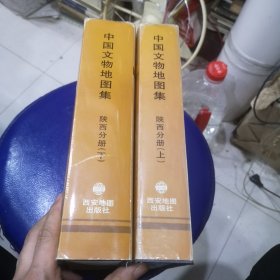 中国文物地图集
陕西分册(下)
西安地图
出版社
中国文物地图集
陕西分册(上)
西安地图
出版社